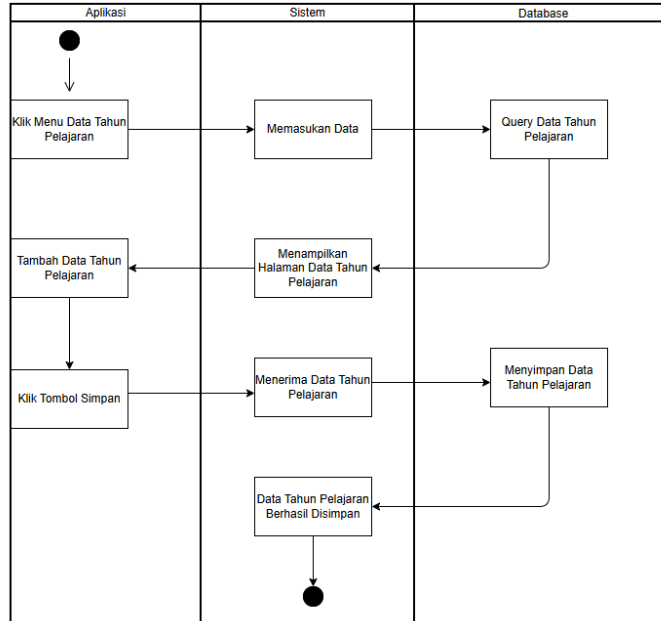 Aplikasi
Sistem
Database
Klik Menu Data Tahun
Pelajaran
Memasukan Data
Query Data Tahun
Pelajaran
Tambah Data Tahun
Pelajaran
Menampilkan
Halaman Data Tahun
Pelajaran
Klik Tombol Simpan
Menerima Data Tahun
Pelajaran
Menyimpan Data
Tahun Pelajaran
Data Tahun Pelajaran
Berhasil Disimpan